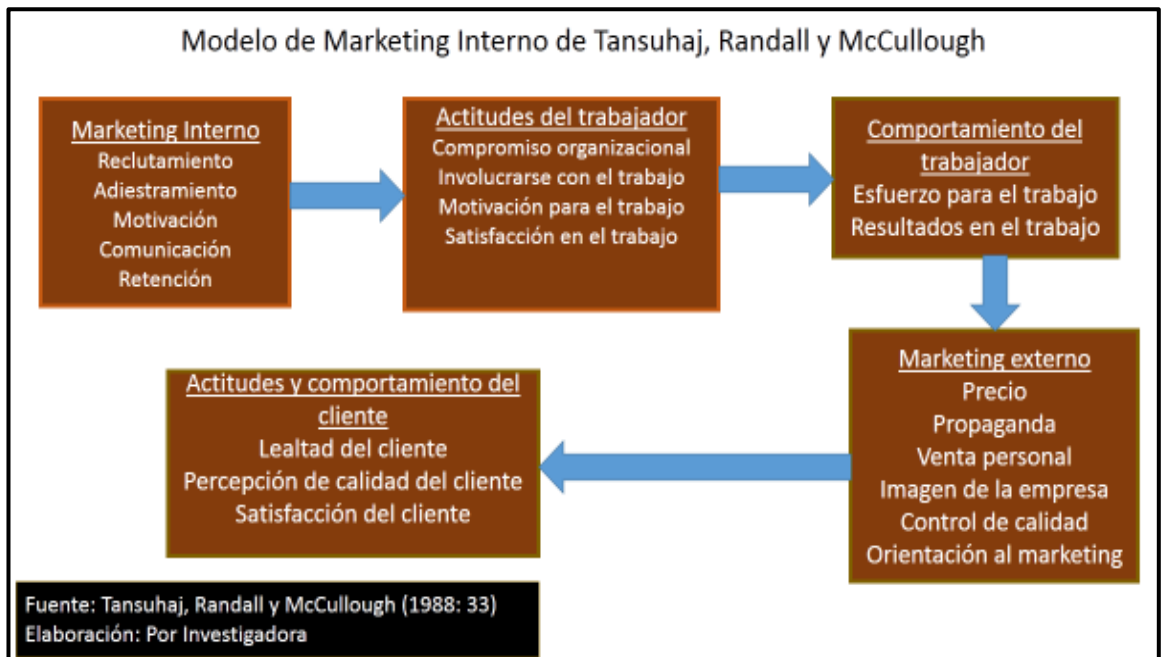 Modelo de Marketing Interno de Tansuhaj, Randall y McCullough
Marketing Interno
Reclutamiento
Adiestramiento
Motivación
Comunicación
Retención
Actitudes del trabajador
Compromiso organizacional
Involucrarse con el trabajo
Motivación para el trabajo
Satisfacción en el trabajo
Comportamiento del
trabajador
Esfuerzo para el trabajo
Resultados en el trabajo
Marketing externo
Precio
Propaganda
Venta personal
Imagen de la empresa
Control de calidad
Orientación al marketing
Actitudes y comportamiento del
cliente
Lealtad del cliente
Percepción de calidad del cliente
Satisfacción del cliente
Fuente: Tansuhaj, Randall y McCullough (1988: 33)
Elaboración: Por Investigadora